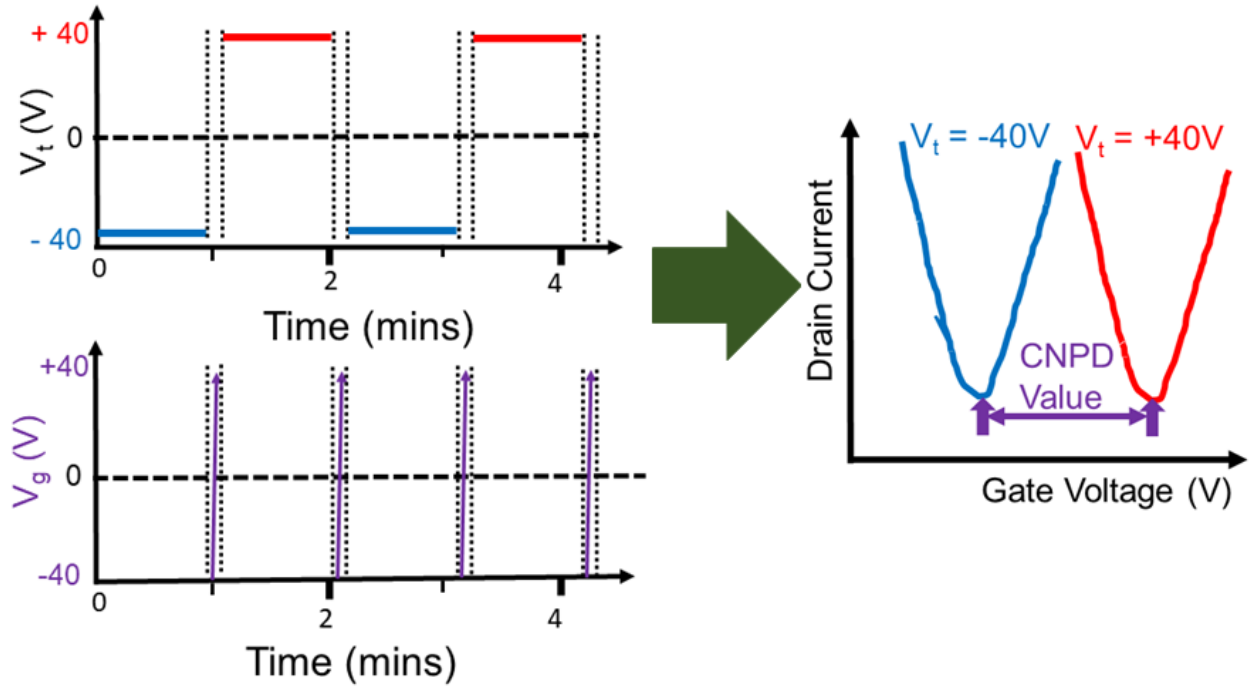 + 40
0
- 40
Vt (V)
0
2
4
Time (mins)
+40
0
-40
Vg (V)
0
2
4
Time (mins)
Vt = -40V
Vt = +40V
Drain Current
CNPD
Value
Gate Voltage (V)